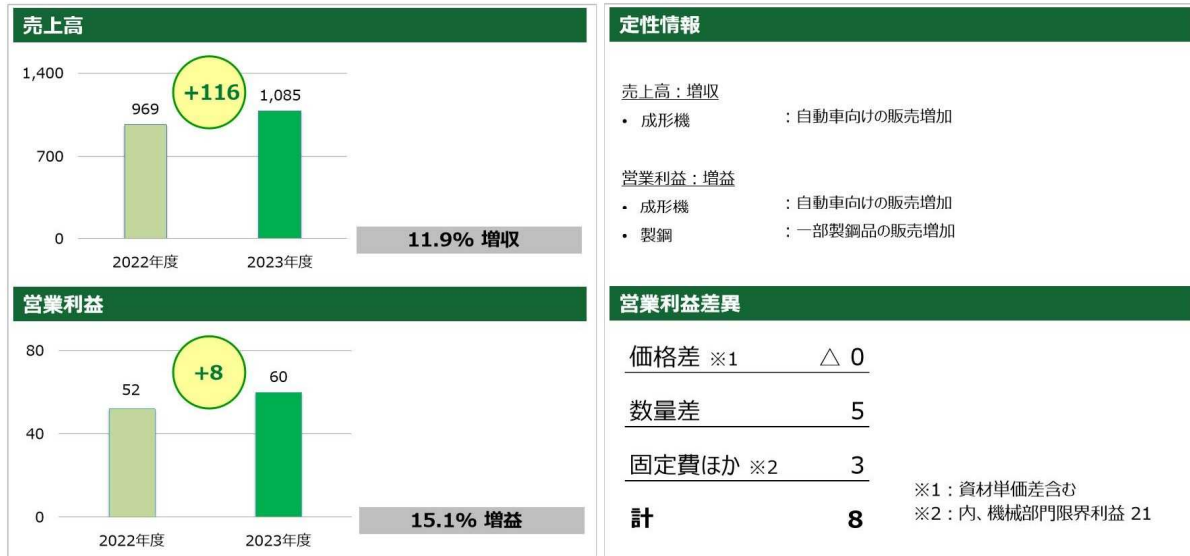 売上高
1,400
700
0
969
+116
1,085
2022年度
2023年度
11.9% 増収
営業利益
80
40
0
52
+8
60
2022年度
2023年度
15.1% 増益
定性情報
売上高：増収
• 成形機 ：自動車向けの販売増加
営業利益：増益
• 成形機 ：自動車向けの販売増加
• 製鋼 ：一部製鋼品の販売増加
営業利益差異
価格差 ※1 △ 0
数量差 5
固定費ほか ※2 3
計 8
※1：資材単価差含む
※2：内、機械部門限界利益 21